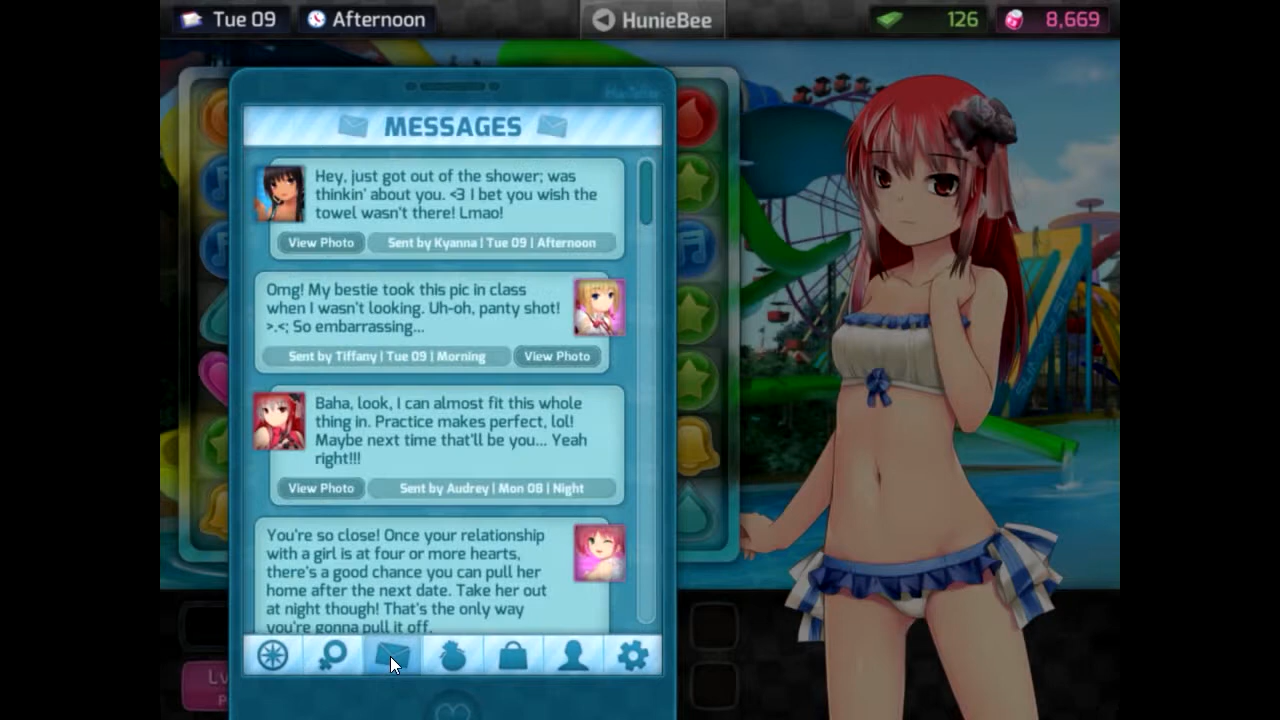 Tue 09
Afternoon
HunieBee
126
8,669
MESSAGES
Hey, just got out of the shower; was
thinkin' about you. <3 I bet you wish the
towel wasn't there! Lmao!
View Photo
Sent by Kyanna | Tue 09 | Afternoon
Omg! My bestie took this pic in class
when I wasn't looking. Uh-oh, panty shot!
>.<; So embarrassing...
Sent by Tiffany | Tue 09 | Morning
View Photo
Baha, look, I can almost fit this whole
thing in. Practice makes perfect, lol!
Maybe next time that'll be you... Yeah
right!!!
View Photo
Sent by Audrey | Mon 08 | Night
You're so close! Once your relationship
with a girl is at four or more hearts,
there's a good chance you can pull her
home after the next date. Take her out
at night though! That's the only way
you're gonna pull it off.